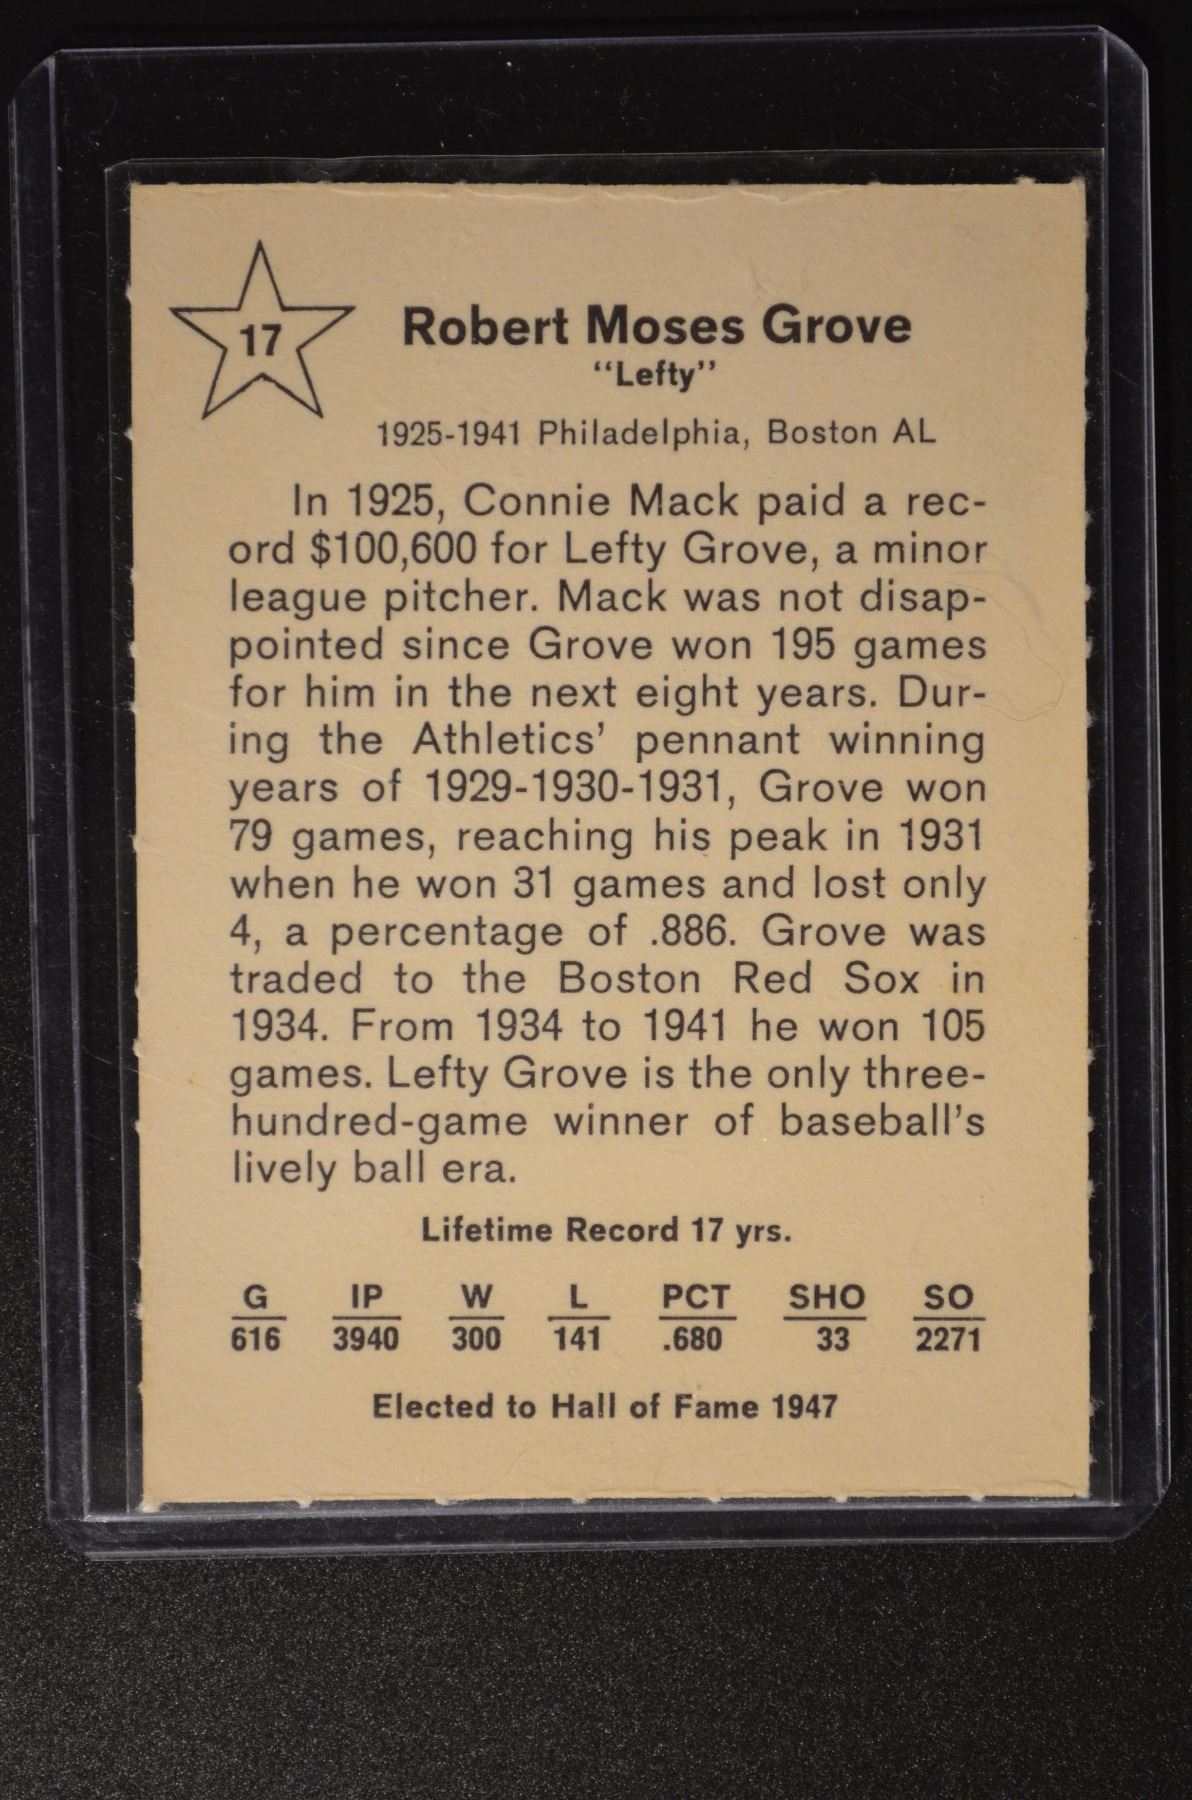 17
Robert Moses Grove
“Lefty”
1925-1941 Philadelphia, Boston AL
In 1925, Connie Mack paid a rec-
ord $100,600 for Lefty Grove, a minor
league pitcher. Mack was not disap-
pointed since Grove won 195 games
for him in the next eight years. Dur-
ing the Athletics’ pennant winning
years of 1929-1930-1931, Grove won
79 games, reaching his peak in 1931
when he won 31 games and lost only
4, a percentage of .886. Grove was
traded to the Boston Red Sox in
1934. From 1934 to 1941 he won 105
games. Lefty Grove is the only three-
hundred-game winner of baseball’s
lively ball era.
Lifetime Record 17 yrs.
G IP W L PCT SHO SO
616 3940 300 141 .680 33 2271
Elected to Hall of Fame 1947